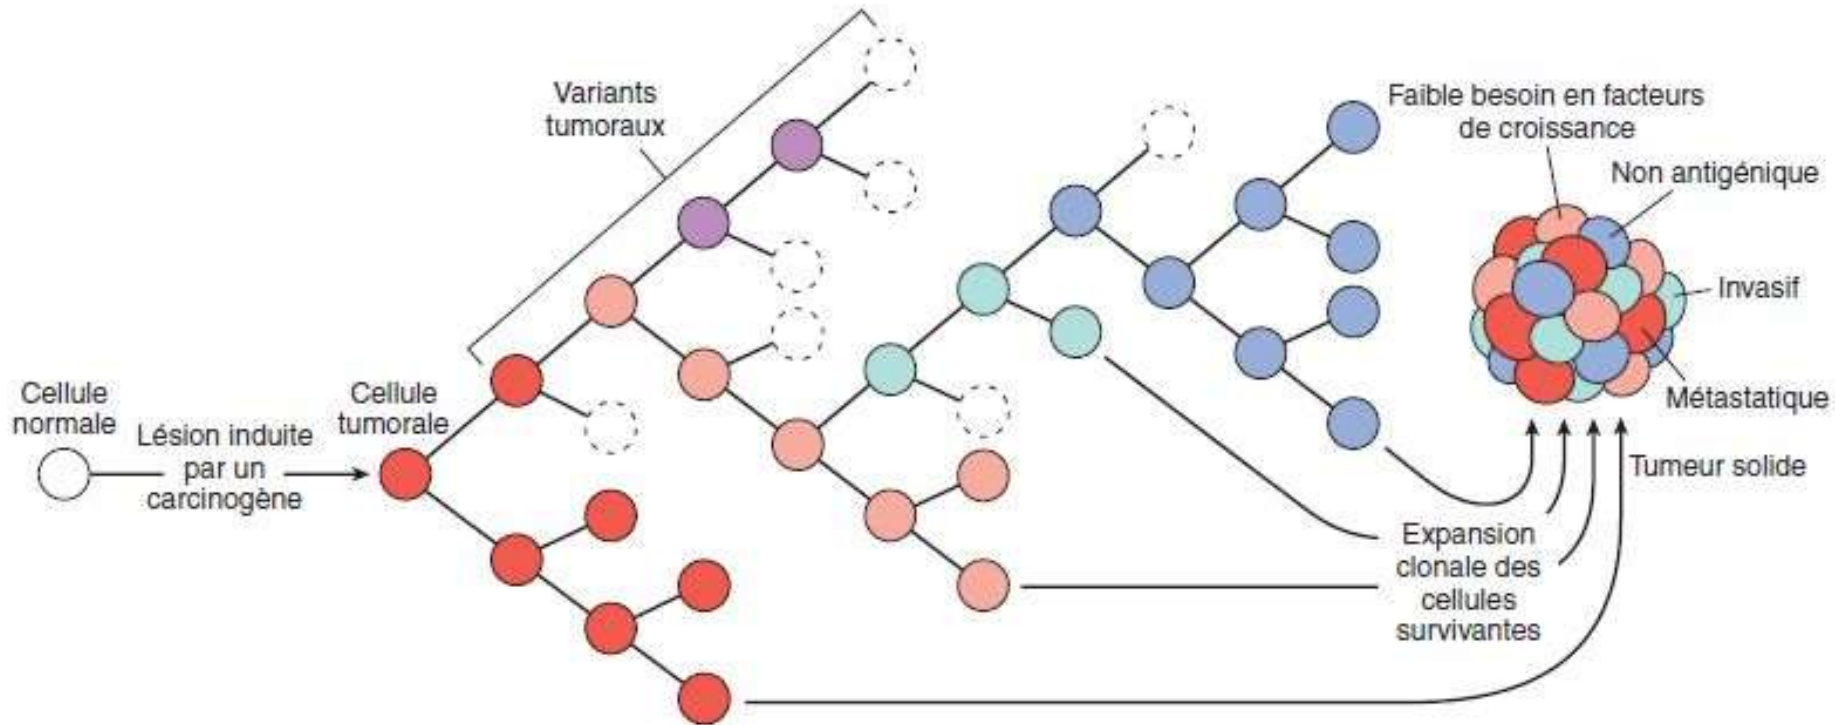 Variants
tumoraux
Faible besoin en facteurs
de croissance
Non antigénique
Invasif
Métastatique
Cellule
normale
Lésion induite
par un
carcinogène
Cellule
tumorale
Tumeur solide
Expansion
clonale des
cellules
survivantes